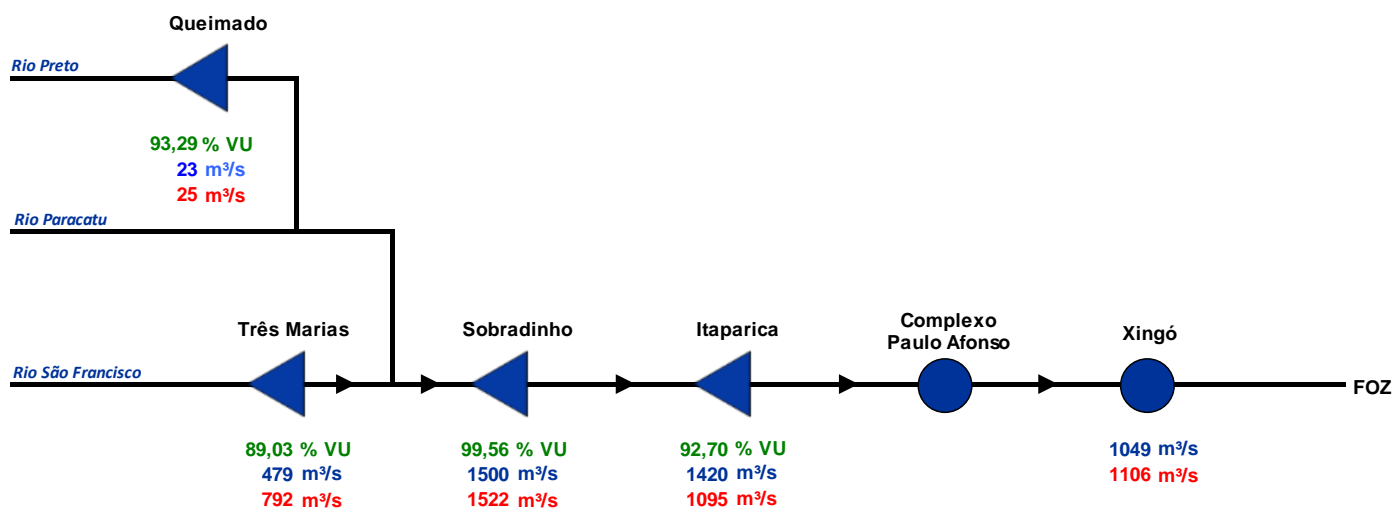 Queimado
Rio Preto
93,29 % VU
23 m³/s
25 m³/s
Rio Paracatu
Três Marias
Sobradinho
Itaparica
Complexo
Paulo Afonso
Xingó
Rio São Francisco
FOZ
89,03 % VU
479 m³/s
792 m³/s
99,56 % VU
1500 m³/s
1522 m³/s
92,70 % VU
1420 m³/s
1095 m³/s
1049 m³/s
1106 m³/s